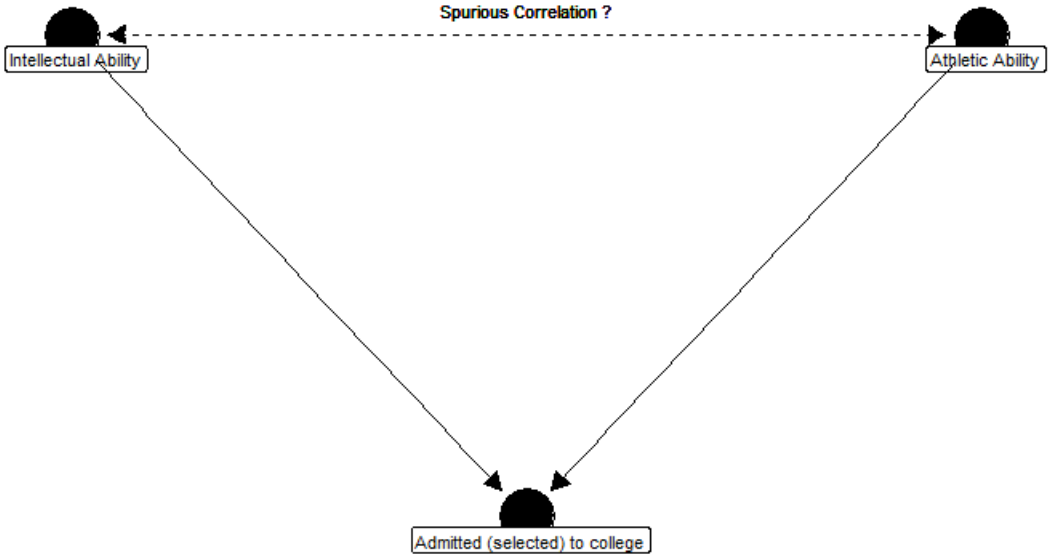 Spurious Correlation ?
Intellectual Ability
Athletic Ability
Admitted (selected) to college